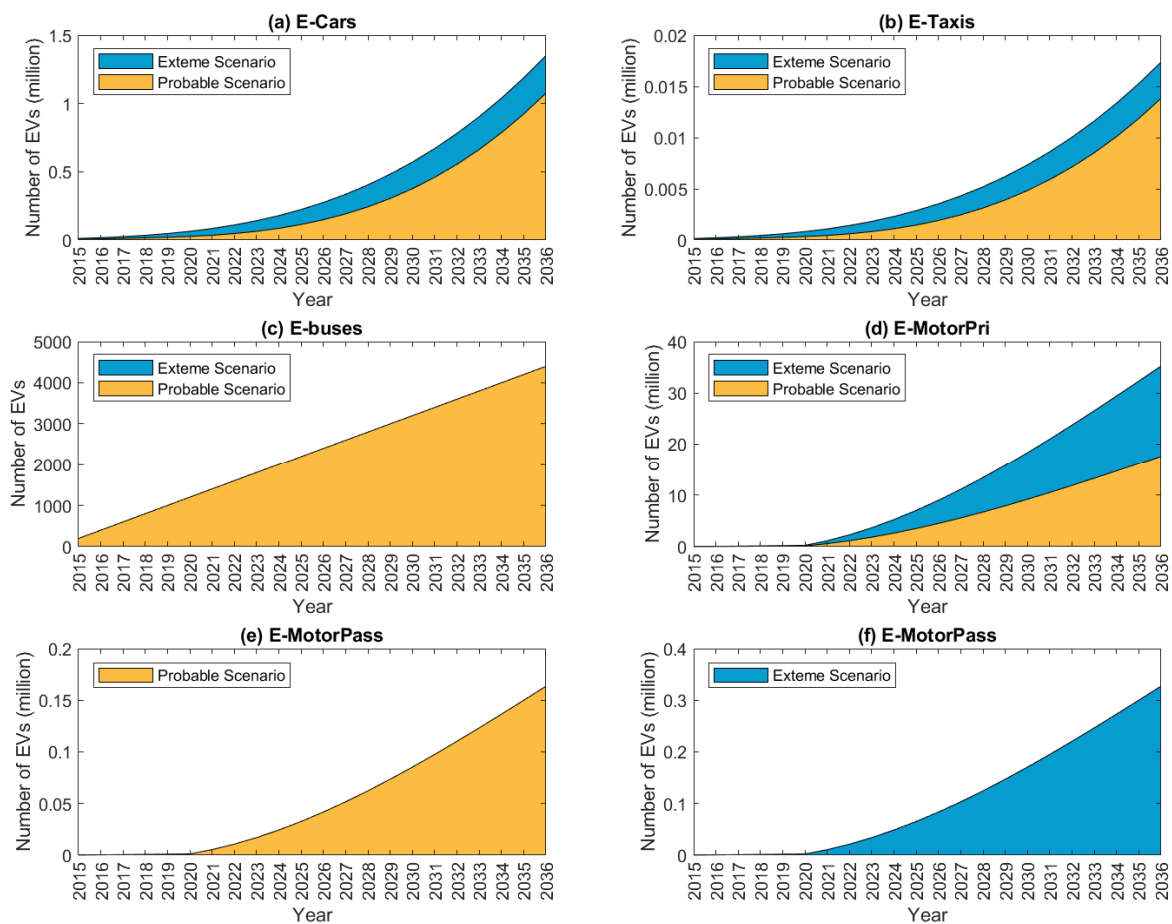 (a) E-Cars
Number of EVs (million)
1.5
1
0.5
0
Exteme Scenario
Probable Scenario
2015 2016 2017 2018 2019 2020 2021 2022 2023 2024 2025 2026 2027 2028 2029 2030 2031 2032 2033 2034 2035 2036
Year
(b) E-Taxis
Number of EVs (million)
0.02
0.015
0.01
0.005
0
Exteme Scenario
Probable Scenario
2015 2016 2017 2018 2019 2020 2021 2022 2023 2024 2025 2026 2027 2028 2029 2030 2031 2032 2033 2034 2035 2036
Year
(c) E-buses
Number of EVs
5000
4000
3000
2000
1000
0
Exteme Scenario
Probable Scenario
2015 2016 2017 2018 2019 2020 2021 2022 2023 2024 2025 2026 2027 2028 2029 2030 2031 2032 2033 2034 2035 2036
Year
(d) E-MotorPri
Number of EVs (million)
40
30
20
10
0
Exteme Scenario
Probable Scenario
2015 2016 2017 2018 2019 2020 2021 2022 2023 2024 2025 2026 2027 2028 2029 2030 2031 2032 2033 2034 2035 2036
Year
(e) E-MotorPass
Number of EVs (million)
0.2
0.15
0.1
0.05
0
Probable Scenario
2015 2016 2017 2018 2019 2020 2021 2022 2023 2024 2025 2026 2027 2028 2029 2030 2031 2032 2033 2034 2035 2036
Year
(f) E-MotorPass
Number of EVs (million)
0.4
0.3
0.2
0.1
0
Exteme Scenario
2015 2016 2017 2018 2019 2020 2021 2022 2023 2024 2025 2026 2027 2028 2029 2030 2031 2032 2033 2034 2035 2036
Year